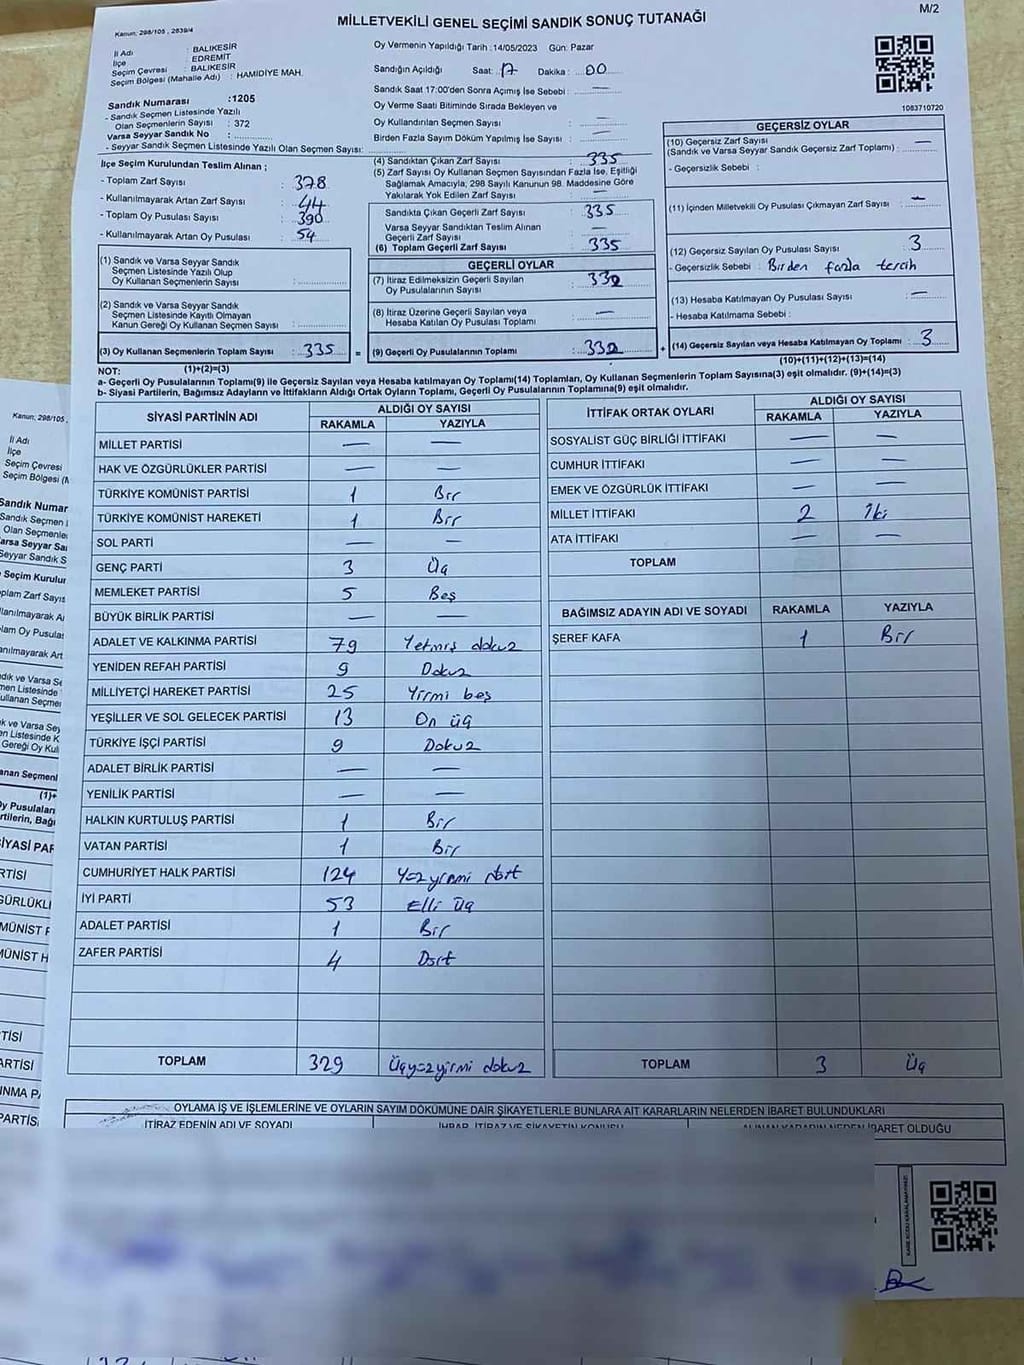 M/2
MİLLETVEKİLİ GENEL SEÇİMİ SANDIK SONUÇ TUTANAĞI
Kanun; 298/105 , 2839/4
İl Adı : BALIKESİR
İlçe : EDREMİT
Seçim Çevresi : BALIKESİR
Seçim Bölgesi (Mahalle Adı) : HAMİDİYE MAH.
Sandık Numarası :1205
- Sandık Seçmen Listesinde Yazılı
Olan Seçmenlerin Sayısı : 372
Varsa Seyyar Sandık No :
- Seyyar Sandık Seçmen Listesinde Yazılı Olan Seçmen Sayısı:
İlçe Seçim Kurulundan Teslim Alınan ;
- Toplam Zarf Sayısı : 378
- Kullanılmayarak Artan Zarf Sayısı : 44
- Toplam Oy Pusulası Sayısı : 390
- Kullanılmayarak Artan Oy Pusulası : 54
(1) Sandık ve Varsa Seyyar Sandık
Seçmen Listesinde Yazılı Olup
Oy Kullanan Seçmenlerin Sayısı :
(2) Sandık ve Varsa Seyyar Sandık
Seçmen Listesinde Kayıtlı Olmayan
Kanun Gereği Oy Kullanan Seçmen Sayısı :
(3) Oy Kullanan Seçmenlerin Toplam Sayısı : 335 =
Oy Vermenin Yapıldığı Tarih :14/05/2023 Gün: Pazar
Sandığın Açıldığı Saat: 17 Dakika : 00
Sandık Saat 17:00'den Sonra Açımış İse Sebebi : —
Oy Verme Saati Bitiminde Sırada Bekleyen ve
Oy Kullandırılan Seçmen Sayısı : —
Birden Fazla Sayım Döküm Yapılmış İse Sayısı : —
(4) Sandıktan Çıkan Zarf Sayısı : 335
(5) Zarf Sayısı Oy Kullanan Seçmen Sayısından Fazla İse, Eşitliği
Sağlamak Amacıyla, 298 Sayılı Kanunun 98. Maddesine Göre
Yakılarak Yok Edilen Zarf Sayısı : —
Sandıkta Çıkan Geçerli Zarf Sayısı : 335
Varsa Seyyar Sandıktan Teslim Alınan
Geçerli Zarf Sayısı : —
(6) Toplam Geçerli Zarf Sayısı : 335
GEÇERLİ OYLAR
(7) İtiraz Edilmeksizin Geçerli Sayılan
Oy Pusulalarının Sayısı : 332
(8) İtiraz Üzerine Geçerli Sayılan veya
Hesaba Katılan Oy Pusulası Toplamı : —
(9) Geçerli Oy Pusulalarının Toplamı : 332 +
1083710720
GEÇERSİZ OYLAR
(10) Geçersiz Zarf Sayısı
(Sandık ve Varsa Seyyar Sandık Geçersiz Zarf Toplamı) : —
- Geçersizlik Sebebi :
(11) İçinden Milletvekili Oy Pusulası Çıkmayan Zarf Sayısı : —
(12) Geçersiz Sayılan Oy Pusulası Sayısı : 3
- Geçersizlik Sebebi : Birden fazla tercih
(13) Hesaba Katılmayan Oy Pusulası Sayısı : —
- Hesaba Katılmama Sebebi :
(14) Geçersiz Sayılan veya Hesaba Katılmayan Oy Toplamı : 3
NOT: (1)+(2)=(3) (10)+(11)+(12)+(13)=(14)
a- Geçerli Oy Pusulasının Toplamı(9) ile Geçersiz Sayılan veya Hesaba katılmayan Oy Toplamı(14) Toplamları, Oy Kullanan Seçmenlerin Toplam Sayısına(3) eşit olmalıdır. (9)+(14)=(3)
b- Siyasi Partilerinin, Bağımsız Adayların ve İttifakların Aldığı Ortak Oyların Toplamı, Geçerli Oy Pusulasının Toplamına(9) eşit olmalıdır.
SİYASİ PARTİNİN ADI ALDIĞI OY SAYISI
RAKAMLA YAZIYLA
MİLLET PARTİSİ — —
HAK VE ÖZGÜRLÜKLER PARTİSİ — —
TÜRKİYE KOMÜNİST PARTİSİ 1 Bir
TÜRKİYE KOMÜNİST HAREKETİ 1 Bir
SOL PARTİ — —
GENÇ PARTİ 3 Üç
MEMLEKET PARTİSİ 5 Beş
BÜYÜK BİRLİK PARTİSİ — —
ADALET VE KALKINMA PARTİSİ 79 Yetmiş dokuz
YENİDEN REFAH PARTİSİ 9 Dokuz
MİLLİYETÇİ HAREKET PARTİSİ 25 Yirmi beş
YEŞİLLER VE SOL GELECEK PARTİSİ 13 On üç
TÜRKİYE İŞÇİ PARTİSİ 9 Dokuz
ADALET BİRLİK PARTİSİ — —
YENİLİK PARTİSİ — —
HALKIN KURTULUŞ PARTİSİ 1 Bir
VATAN PARTİSİ 1 Bir
CUMHURİYET HALK PARTİSİ 124 Yüzyirmi dört
İYİ PARTİ 53 Elli üç
ADALET PARTİSİ 1 Bir
ZAFER PARTİSİ 4 Dört
TOPLAM 329 Üçyüzyirmi dokuz
İTTİFAK ORTAK OYLARI ALDIĞI OY SAYISI
RAKAMLA YAZIYLA
SOSYALİST GÜÇ BİRLİĞİ İTTİFAKI — —
CUMHUR İTTİFAKI — —
EMEK VE ÖZGÜRLÜK İTTİFAKI — —
MİLLET İTTİFAKI 2 İki
ATA İTTİFAKI — —
TOPLAM
BAĞIMSIZ ADAYIN ADI VE SOYADI RAKAMLA YAZIYLA
ŞEREF KAFA 1 Bir
TOPLAM 3 Üç
OYLAMA İŞ VE İŞLEMLERİNE VE OYLARIN SAYIM DÖKÜMÜNE DAİR ŞİKAYETLERLE BUNLARA AİT KARARLARIN NELERDEN İBARET BULUNDUKLARI
İTİRAZ EDENİN ADI VE SOYADI İHBAR, İTİRAZ VE ŞİKAYETİN KONUSU ALINAN KARARIN NEDEN İBARET OLDUĞU
Kanun; 298/105 ,
İl Adı
İlçe
Seçim Çevresi
Seçim Bölgesi
Sandık Numar